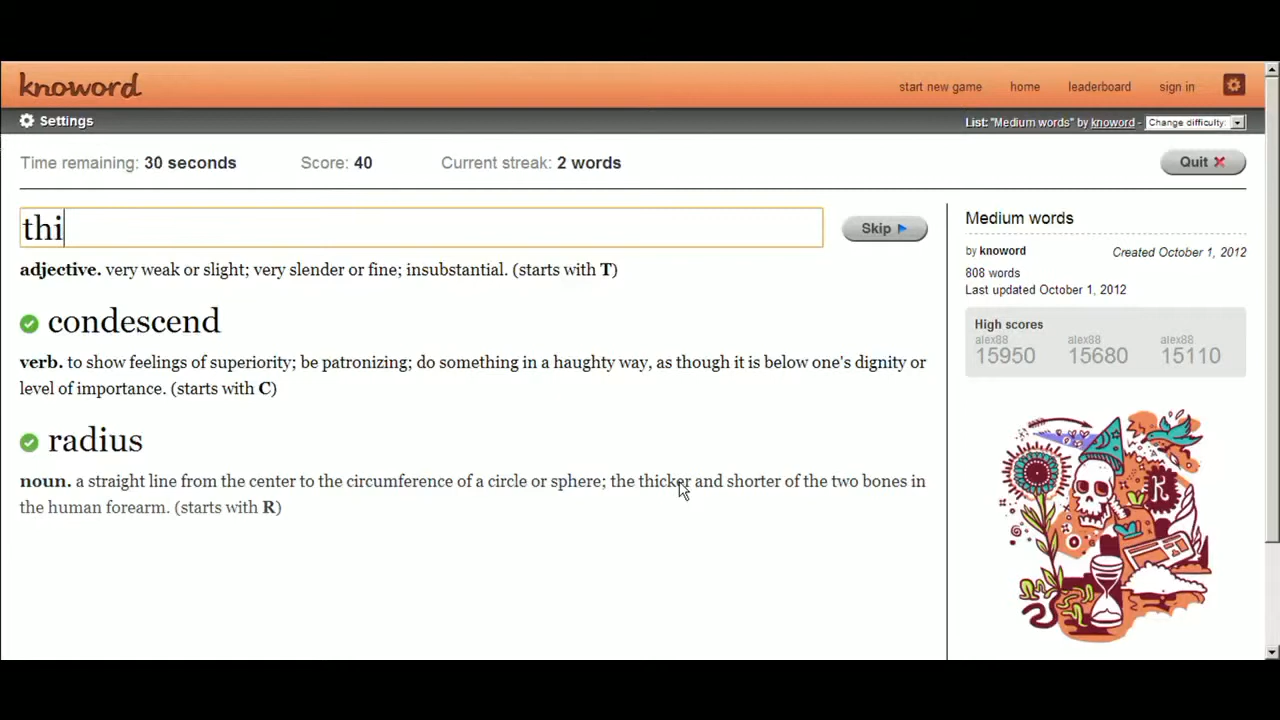 knoword
start new game home leaderboard sign in
Settings
List: "Medium words" by knoword - Change difficulty:
Time remaining: 30 seconds Score: 40 Current streak: 2 words
Quit
thi
Skip
adjective. very weak or slight; very slender or fine; insubstantial. (starts with T)
condescend
verb. to show feelings of superiority; be patronizing; do something in a haughty way, as though it is below one's dignity or
level of importance. (starts with C)
radius
noun. a straight line from the center to the circumference of a circle or sphere; the thicker and shorter of the two bones in
the human forearm. (starts with R)
Medium words
by knoword Created October 1, 2012
808 words
Last updated October 1, 2012
High scores
alex88 alex88 alex88
15950 15680 15110
K